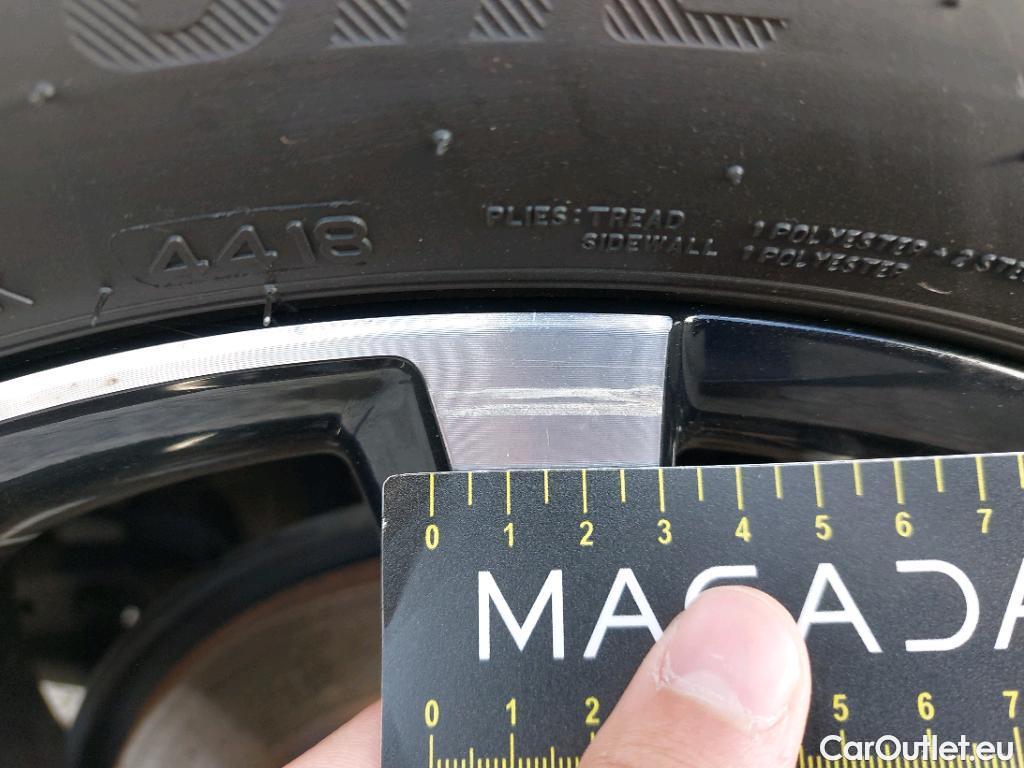 4418
PLIES: TREAD 1 POLYESTER + 2 STE
SIDEWALL 1 POLYESTER
0 1 2 3 4 5 6 7
MACADA
0 1 2 5 6 7
CarOutlet.eu